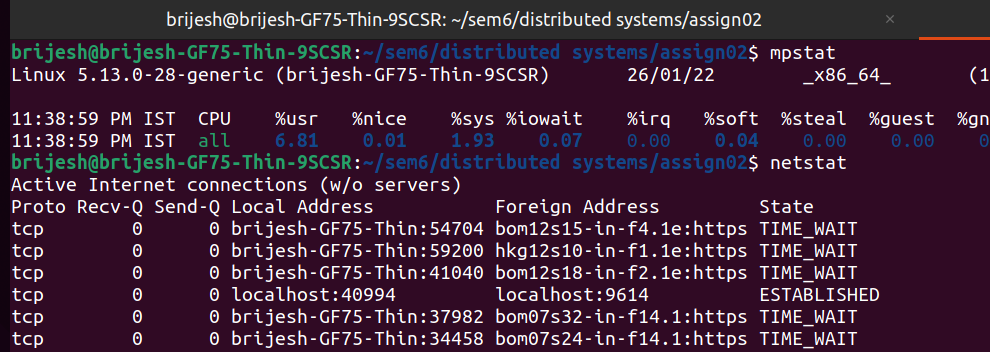 brijesh@brijesh-GF75-Thin-9SCSR: ~/sem6/distributed systems/assign02 ×
brijesh@brijesh-GF75-Thin-9SCSR:~/sem6/distributed systems/assign02$ mpstat
Linux 5.13.0-28-generic (brijesh-GF75-Thin-9SCSR) 26/01/22 _x86_64_ (1
11:38:59 PM IST CPU %usr %nice %sys %iowait %irq %soft %steal %guest %gn
11:38:59 PM IST all 6.81 0.01 1.93 0.07 0.00 0.04 0.00 0.00 0
brijesh@brijesh-GF75-Thin-9SCSR:~/sem6/distributed systems/assign02$ netstat
Active Internet connections (w/o servers)
Proto Recv-Q Send-Q Local Address Foreign Address State
tcp 0 0 brijesh-GF75-Thin:54704 bom12s15-in-f4.1e:https TIME_WAIT
tcp 0 0 brijesh-GF75-Thin:59200 hkg12s10-in-f1.1e:https TIME_WAIT
tcp 0 0 brijesh-GF75-Thin:41040 bom12s18-in-f2.1e:https TIME_WAIT
tcp 0 0 localhost:40994 localhost:9614 ESTABLISHED
tcp 0 0 brijesh-GF75-Thin:37982 bom07s32-in-f14.1:https TIME_WAIT
tcp 0 0 brijesh-GF75-Thin:34458 bom07s24-in-f14.1:https TIME_WAIT